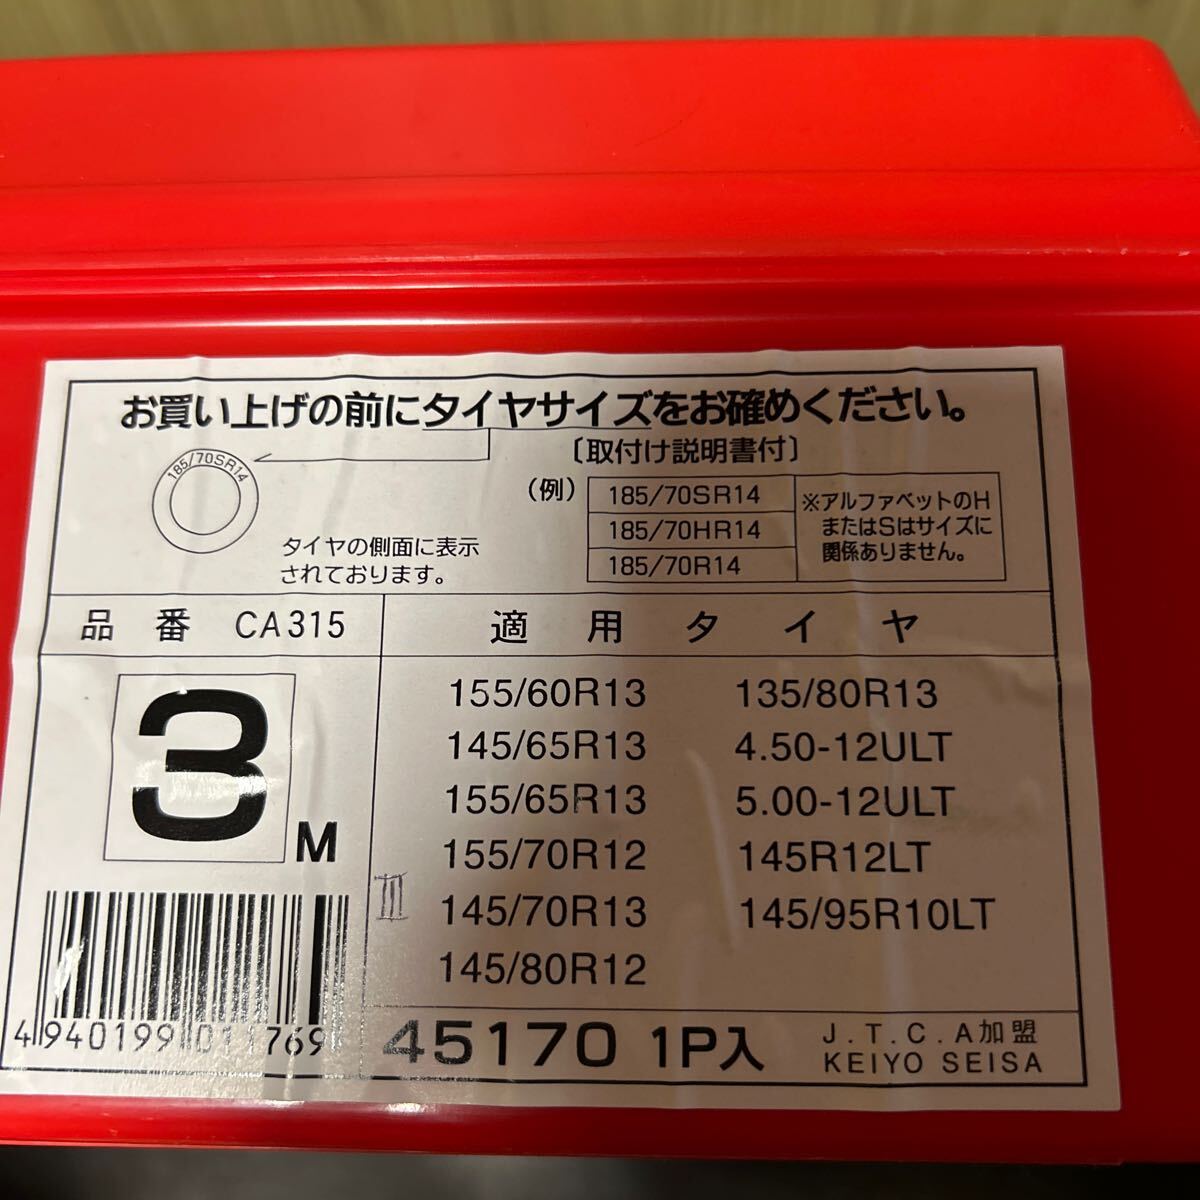 お買い上げの前にタイヤサイズをお確めください。
〔取付け説明書付〕
185/70SR14
タイヤの側面に表示
されております。
(例)
185/70SR14
185/70HR14
185/70R14
※アルファベットのH
またはSはサイズに
関係ありません。
品番 CA315
適用タイヤ
3M
155/60R13 135/80R13
145/65R13 4.50-12ULT
155/65R13 5.00-12ULT
155/70R12 145R12LT
145/70R13 145/95R10LT
145/80R12
4940199011769
45170 1P入
J.T.C.A加盟
KEIYO SEISA